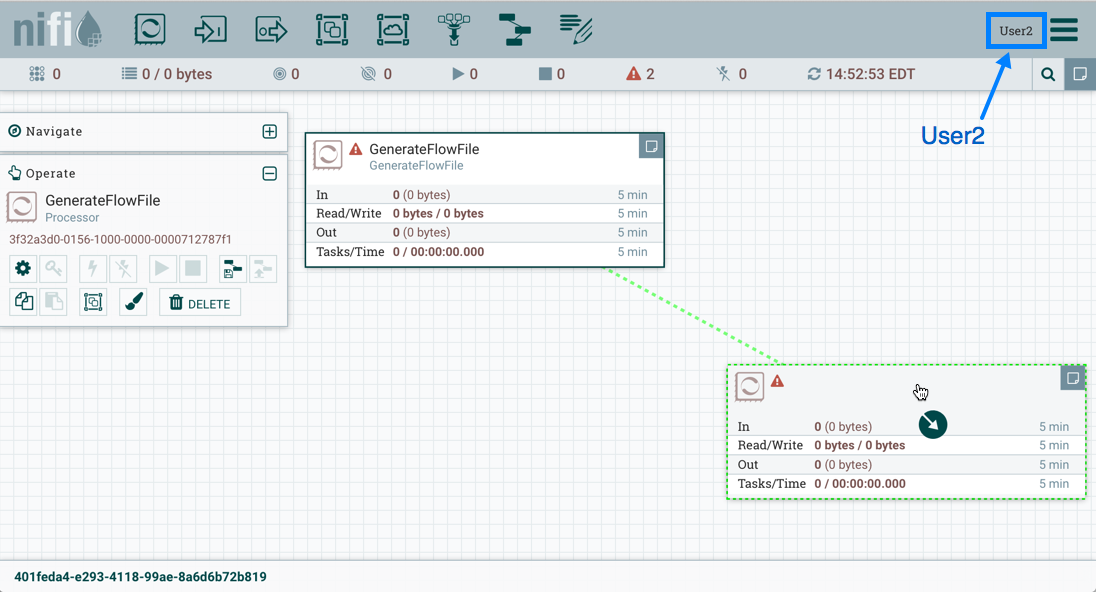 nifi
User2
0
0 / 0 bytes
0
0
0
0
2
0
14:52:53 EDT
User2
Navigate
Operate
GenerateFlowFile
Processor
3f32a3d0-0156-1000-0000-0000712787f1
DELETE
GenerateFlowFile
GenerateFlowFile
In 0 (0 bytes) 5 min
Read/Write 0 bytes / 0 bytes 5 min
Out 0 (0 bytes) 5 min
Tasks/Time 0 / 00:00:00.000 5 min
In 0 (0 bytes) 5 min
Read/Write 0 bytes / 0 bytes 5 min
Out 0 (0 bytes) 5 min
Tasks/Time 0 / 00:00:00.000 5 min
401feda4-e293-4118-99ae-8a6d6b72b819